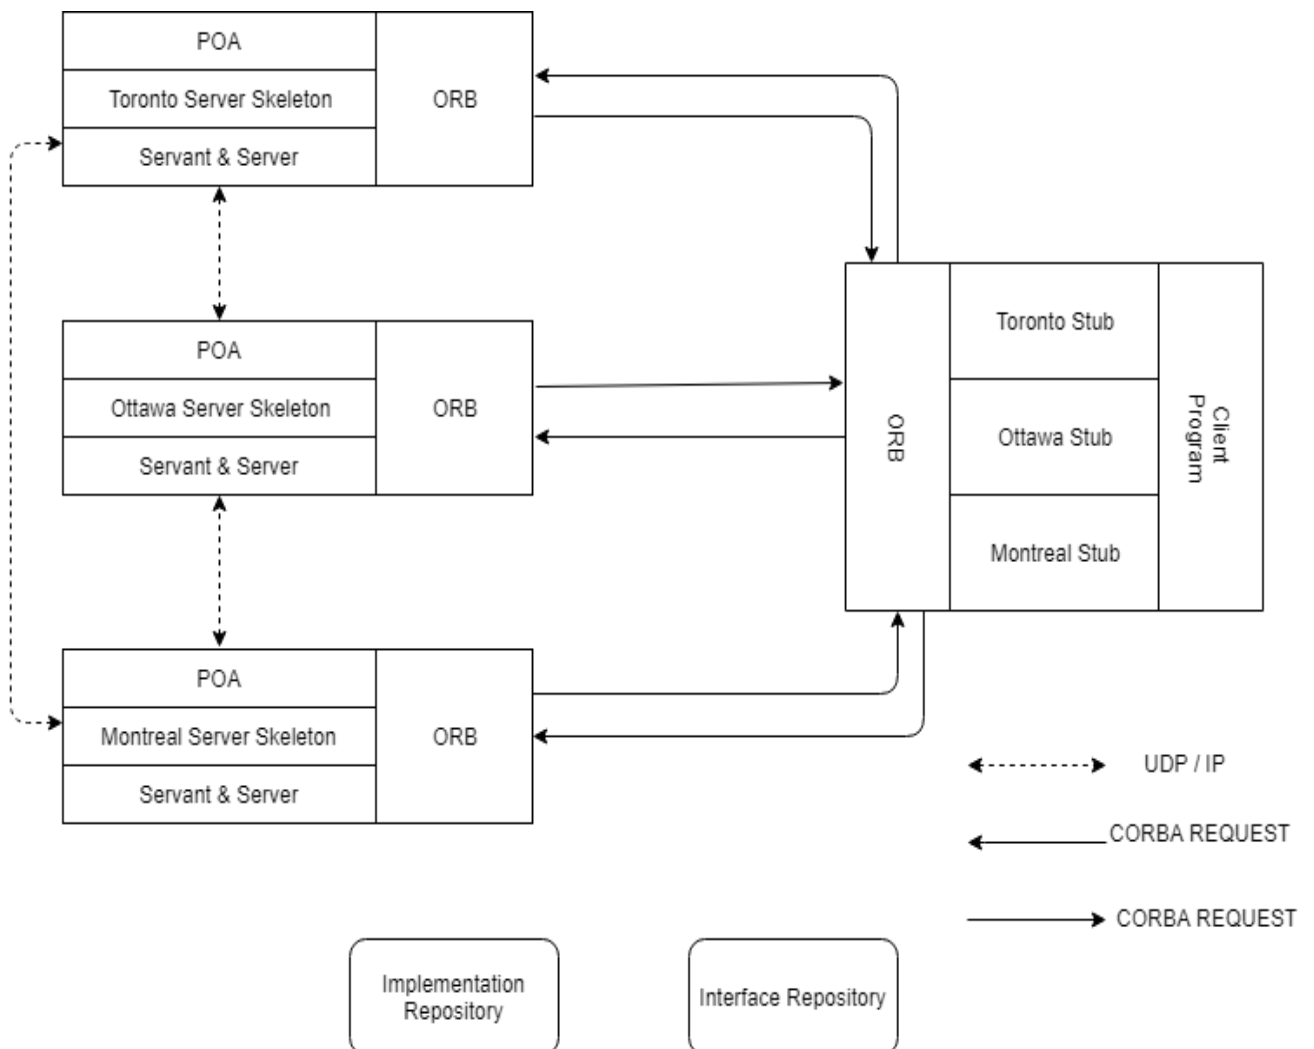 POA
Toronto Server Skeleton
Servant & Server
ORB
POA
Ottawa Server Skeleton
Servant & Server
ORB
POA
Montreal Server Skeleton
Servant & Server
ORB
ORB
Toronto Stub
Ottawa Stub
Montreal Stub
Client
Program
UDP / IP
CORBA REQUEST
CORBA REQUEST
Implementation
Repository
Interface Repository